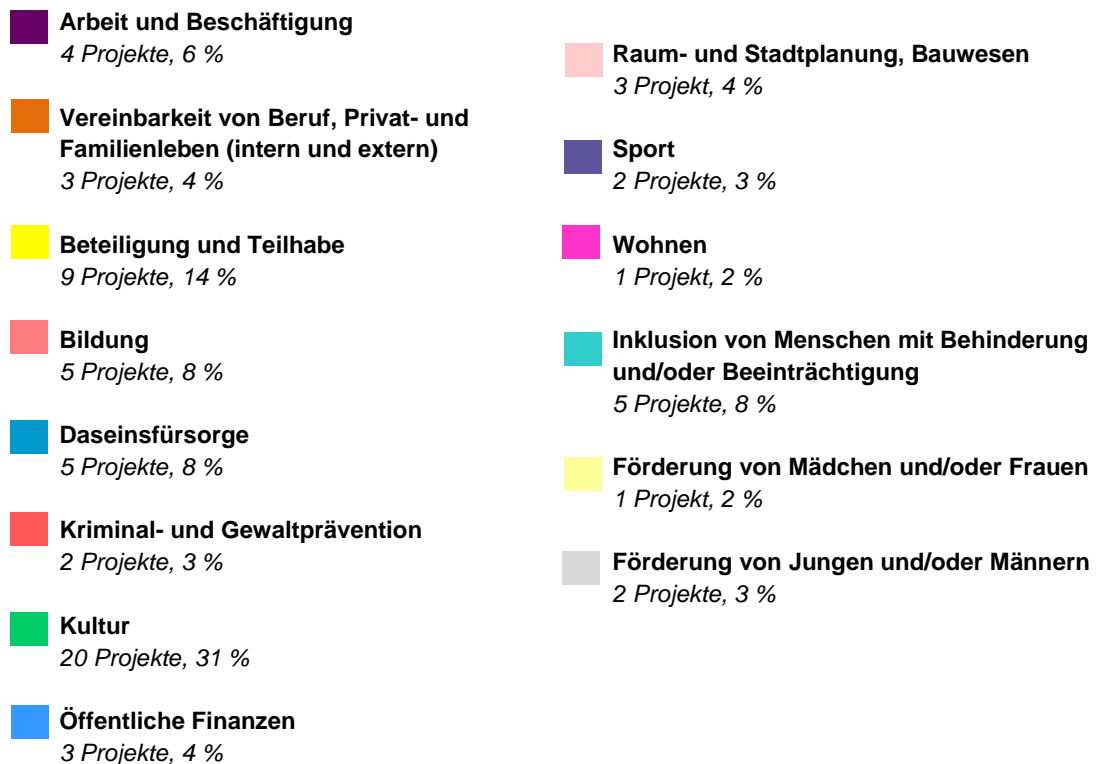 Arbeit und Beschäftigung
4 Projekte, 6 %
Vereinbarkeit von Beruf, Privat- und
Familienleben (intern und extern)
3 Projekte, 4 %
Beteiligung und Teilhabe
9 Projekte, 14 %
Bildung
5 Projekte, 8 %
Daseinsfürsorge
5 Projekte, 8 %
Kriminal- und Gewaltprävention
2 Projekte, 3 %
Kultur
20 Projekte, 31 %
Öffentliche Finanzen
3 Projekte, 4 %
Raum- und Stadtplanung, Bauwesen
3 Projekt, 4 %
Sport
2 Projekte, 3 %
Wohnen
1 Projekt, 2 %
Inklusion von Menschen mit Behinderung
und/oder Beeinträchtigung
5 Projekte, 8 %
Förderung von Mädchen und/oder Frauen
1 Projekt, 2 %
Förderung von Jungen und/oder Männern
2 Projekte, 3 %